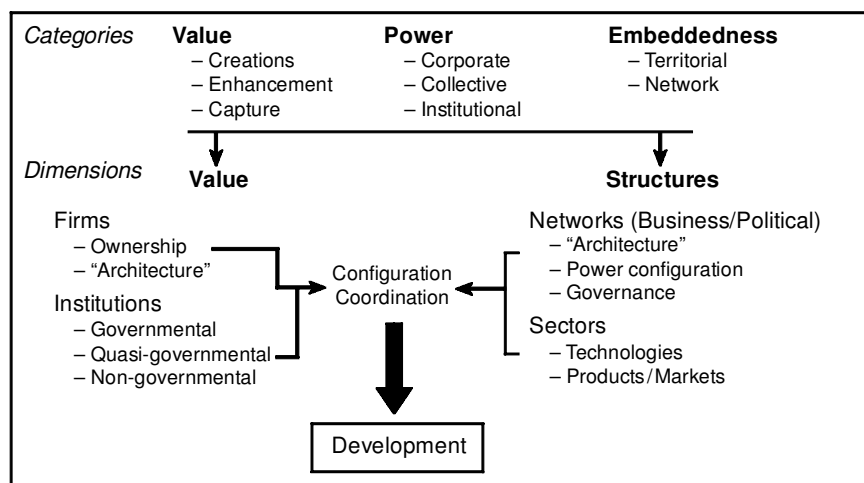 Categories
Value
– Creations
– Enhancement
– Capture
Power
– Corporate
– Collective
– Institutional
Embeddedness
– Territorial
– Network
Dimensions
Value
Structures
Firms
– Ownership
– “Architecture”
Institutions
– Governmental
– Quasi-governmental
– Non-governmental
Configuration
Coordination
Networks (Business/Political)
– “Architecture”
– Power configuration
– Governance
Sectors
– Technologies
– Products/Markets
Development